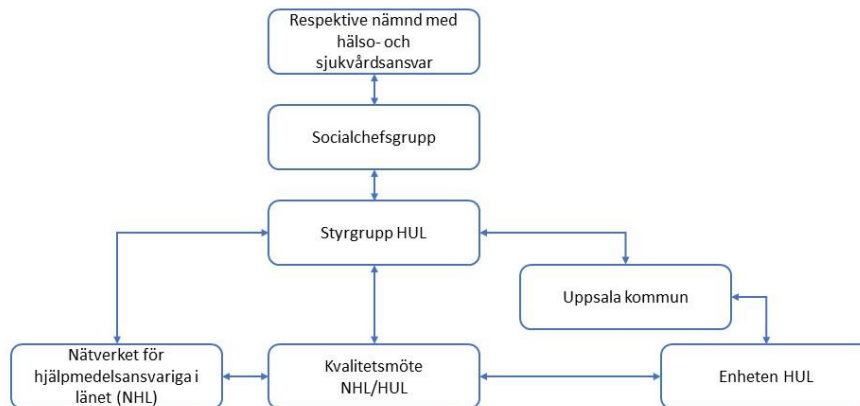 Respektive nämnd med
hälso- och
sjukvårdsansvar
Socialchefsgrupp
Styrgrupp HUL
Uppsala kommun
Nätverket för
hjälpmedelsansvariga i
länet (NHL)
Kvalitetsmöte
NHL/HUL
Enheten HUL